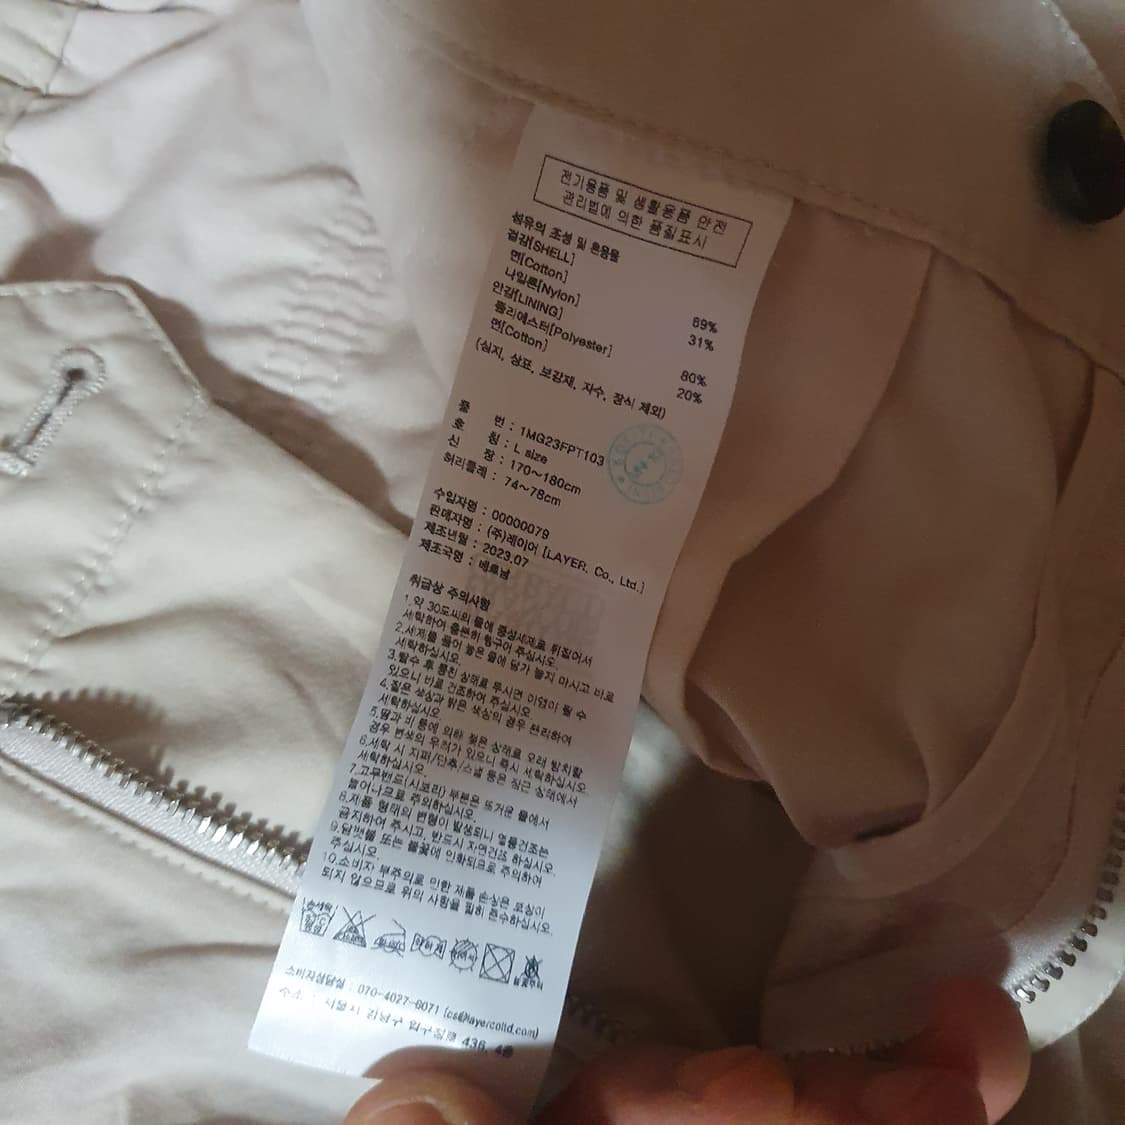 전기용품 및 생활용품 안전
관리법에 의한 품질표시
섬유의 조성 및 혼용율
겉감[SHELL]
면[Cotton] 69%
나일론[Nylon] 31%
안감[LINING]
폴리에스터[Polyester] 80%
면[Cotton] 20%
(심지, 상표, 보강재, 자수, 장식 제외)
품 번 : 1MG23FPT103
호 칭 : L size
신 장 : 170~180cm
허리둘레 : 74~78cm
수입자명 : 00000079
판매자명 : (주)레이어 [LAYER. Co., Ltd.]
제조년월 : 2023.07
제조국명 : 베트남
취급상 주의사항
1.약 30도씨의 물에 중성세제로 뒤집어서
세탁하여 충분히 헹구어 주십시오.
2.세제를 풀어 놓은 물에 담가 놓지 마시고 바로
세탁하십시오.
3.탈수 후 뭉친 상태로 두시면 이염이 될 수
있으니 바로 건조하여 주십시오.
4.짙은 색상과 밝은 색상의 경우 분리하여
세탁하십시오.
5.땀과 비 등에 의해 젖은 상태로 오래 방치할
경우 변색의 우려가 있으니 즉시 세탁하십시오.
6.세탁 시 지퍼/단추/스냅 등은 잠근 상태에서
세탁하십시오.
7.고무밴드(시보리) 부분은 뜨거운 물에서
늘어나므로 주의하십시오.
8.제품 형태의 변형이 발생되니 열풍건조는
금지하여 주시고, 반드시 자연건조 하십시오.
9.담뱃불 또는 불꽃에 인화되므로 주의하여
주십시오.
10.소비자 부주의로 인한 제품 손상은 보상이
되지 않으므로 위의 사항을 필히 준수하십시오.
손세탁
소비자상담실 : 070-4027-8071 [cs@layercoltd.com)
주소 : 서울시 강남구 압구정로 436, 4층